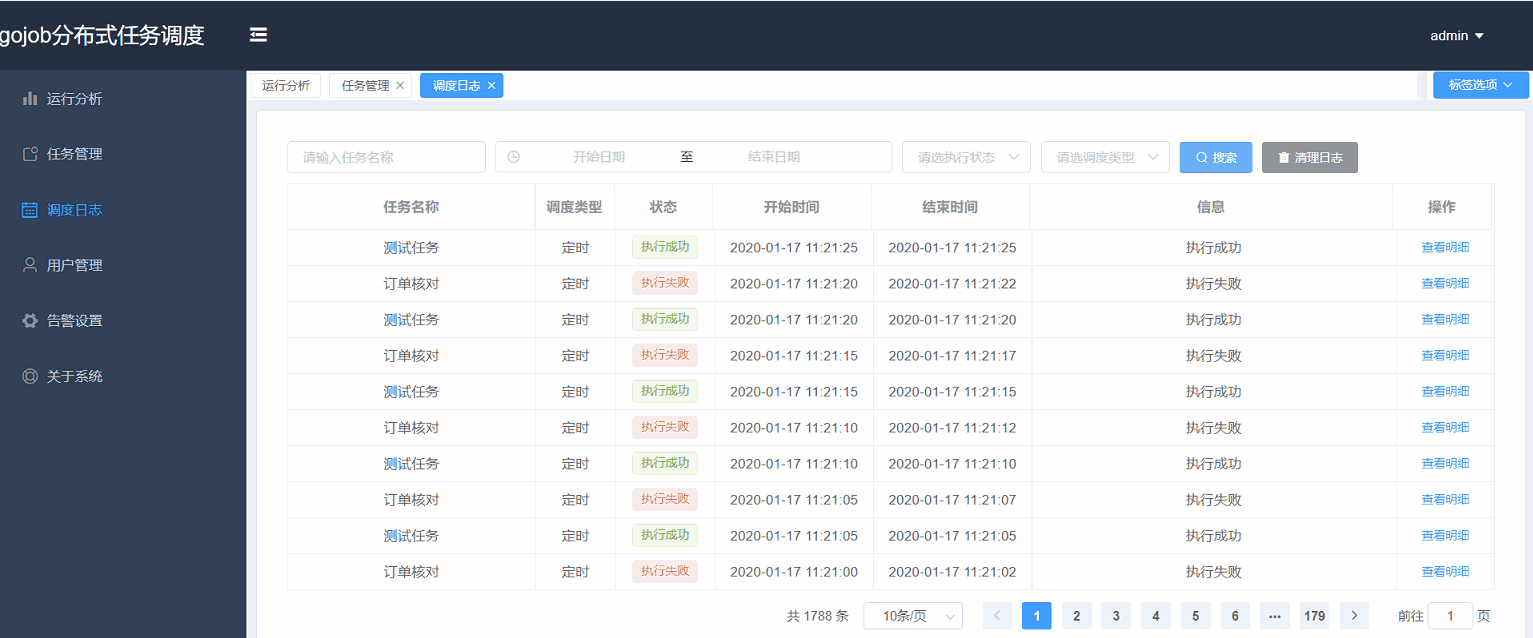 gojob分布式任务调度
admin
运行分析
任务管理
调度日志
用户管理
告警设置
关于系统
运行分析 任务管理 × 调度日志 × 标签选项
请输入任务名称 开始日期 至 结束日期 请选执行状态 请选调度类型 搜索 清理日志
任务名称 调度类型 状态 开始时间 结束时间 信息 操作
测试任务 定时 执行成功 2020-01-17 11:21:25 2020-01-17 11:21:25 执行成功 查看明细
订单核对 定时 执行失败 2020-01-17 11:21:20 2020-01-17 11:21:22 执行失败 查看明细
测试任务 定时 执行成功 2020-01-17 11:21:20 2020-01-17 11:21:20 执行成功 查看明细
订单核对 定时 执行失败 2020-01-17 11:21:15 2020-01-17 11:21:17 执行失败 查看明细
测试任务 定时 执行成功 2020-01-17 11:21:15 2020-01-17 11:21:15 执行成功 查看明细
订单核对 定时 执行失败 2020-01-17 11:21:10 2020-01-17 11:21:12 执行失败 查看明细
测试任务 定时 执行成功 2020-01-17 11:21:10 2020-01-17 11:21:10 执行成功 查看明细
订单核对 定时 执行失败 2020-01-17 11:21:05 2020-01-17 11:21:07 执行失败 查看明细
测试任务 定时 执行成功 2020-01-17 11:21:05 2020-01-17 11:21:05 执行成功 查看明细
订单核对 定时 执行失败 2020-01-17 11:21:00 2020-01-17 11:21:02 执行失败 查看明细
共 1788 条 10条/页 < 1 2 3 4 5 6 ··· 179 > 前往 1 页